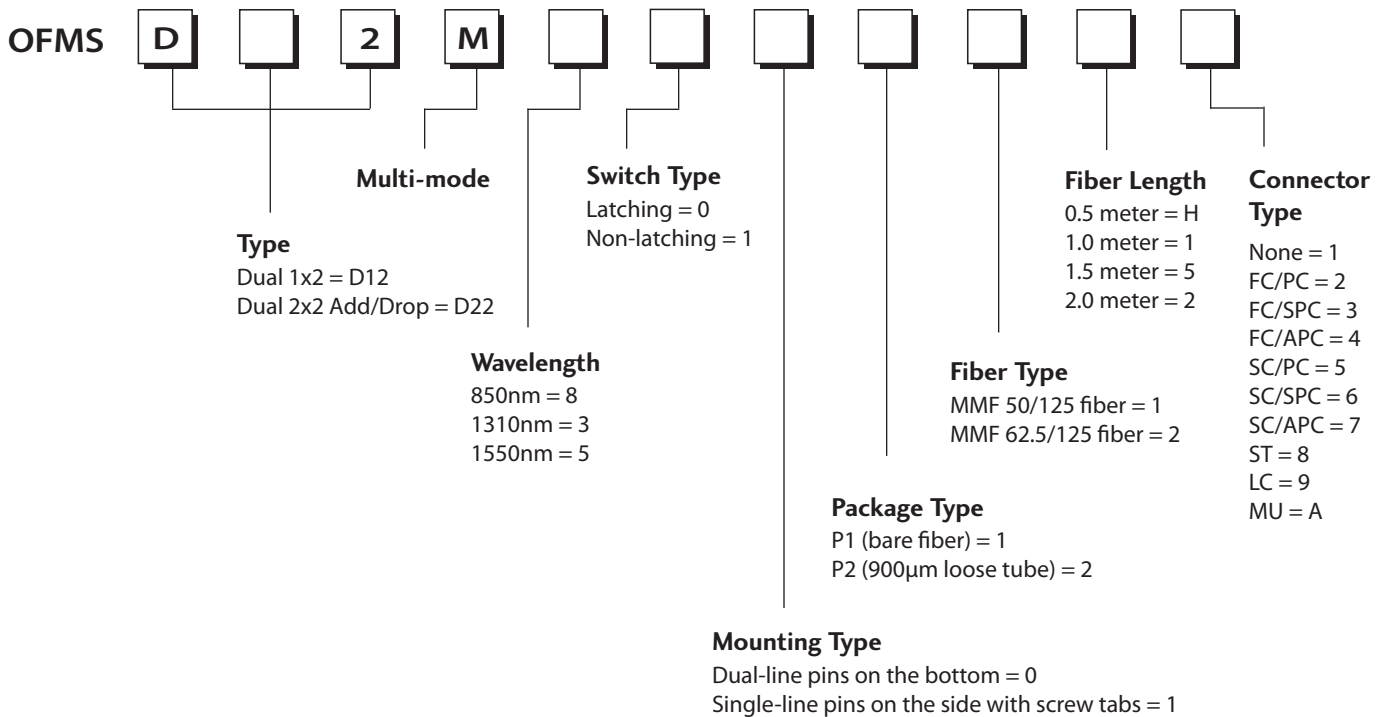 OFMS D 2 M
Multi-mode
Type
Dual 1x2 = D12
Dual 2x2 Add/Drop = D22
Wavelength
850nm = 8
1310nm = 3
1550nm = 5
Switch Type
Latching = 0
Non-latching = 1
Mounting Type
Dual-line pins on the bottom = 0
Single-line pins on the side with screw tabs = 1
Package Type
P1 (bare fiber) = 1
P2 (900µm loose tube) = 2
Fiber Type
MMF 50/125 fiber = 1
MMF 62.5/125 fiber = 2
Fiber Length
0.5 meter = H
1.0 meter = 1
1.5 meter = 5
2.0 meter = 2
Connector
Type
None = 1
FC/PC = 2
FC/SPC = 3
FC/APC = 4
SC/PC = 5
SC/SPC = 6
SC/APC = 7
ST = 8
LC = 9
MU = A